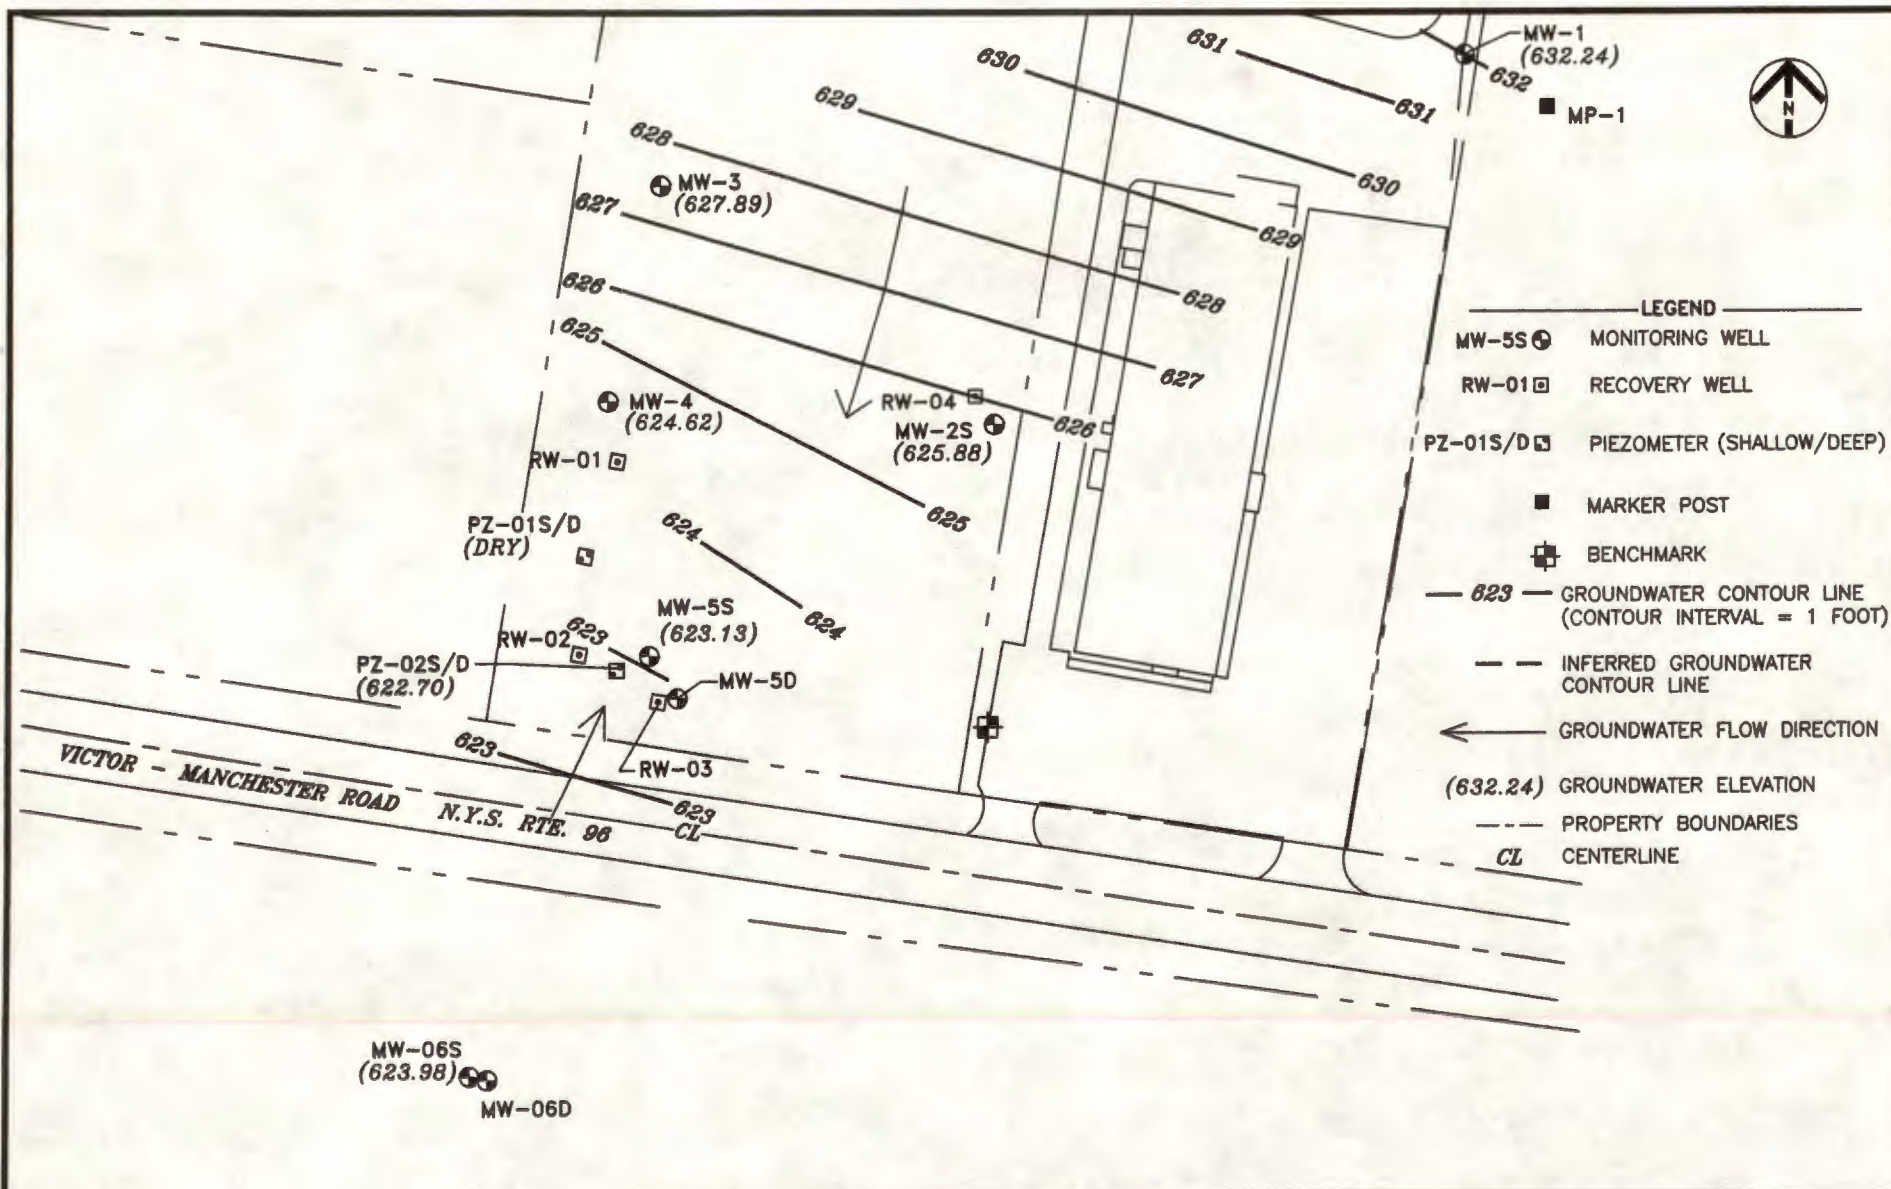 MW-1
(632.24)
631
630
632
629
631
MP-1
N
628
630
MW-3
(627.89)
627
629
626
628
LEGEND
625
MW-5S MONITORING WELL
627
RW-01 RECOVERY WELL
MW-4
(624.62)
RW-04
MW-2S
(625.88)
626
PZ-01S/D PIEZOMETER (SHALLOW/DEEP)
RW-01
MARKER POST
625
PZ-01S/D
(DRY)
624
BENCHMARK
623 GROUNDWATER CONTOUR LINE
(CONTOUR INTERVAL = 1 FOOT)
MW-5S
(623.13)
624
623
RW-02
PZ-02S/D
(622.70)
INFERRED GROUNDWATER
CONTOUR LINE
MW-5D
GROUNDWATER FLOW DIRECTION
623
RW-03
(632.24) GROUNDWATER ELEVATION
VICTOR - MANCHESTER ROAD N.Y.S. RTE. 96
623
CL
PROPERTY BOUNDARIES
CL CENTERLINE
MW-06S
(623.98)
MW-06D